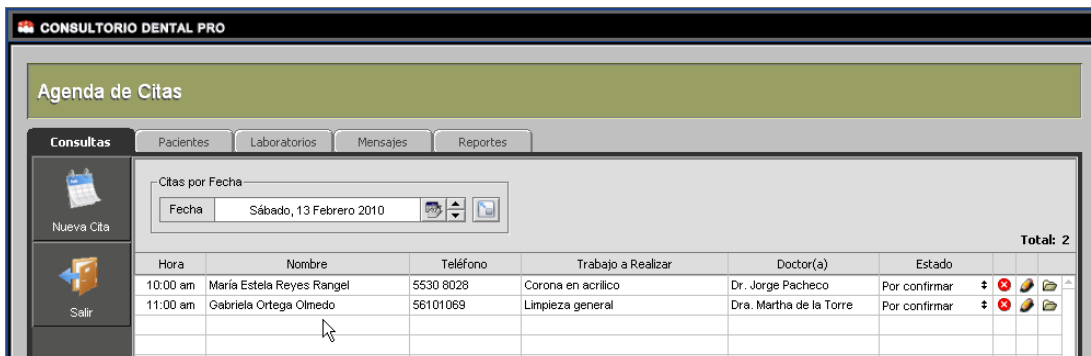 CONSULTORIO DENTAL PRO
Agenda de Citas
Consultas Pacientes Laboratorios Mensajes Reportes
Nueva Cita
Salir
Citas por Fecha
Fecha Sábado, 13 Febrero 2010
Total: 2
Hora Nombre Teléfono Trabajo a Realizar Doctor(a) Estado
10:00 am María Estela Reyes Rangel 5530 8028 Corona en acrilico Dr. Jorge Pacheco Por confirmar
11:00 am Gabriela Ortega Olmedo 56101069 Limpieza general Dra. Martha de la Torre Por confirmar